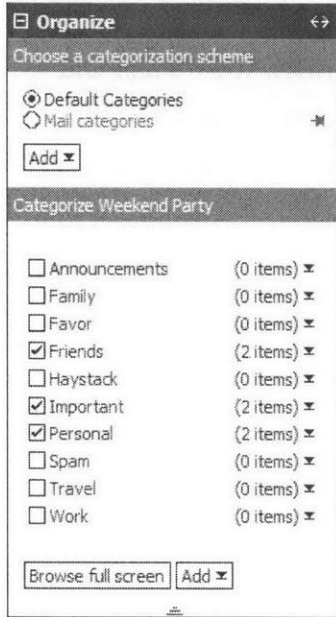 Organize
Choose a categorization scheme
Default Categories
Mail categories
Add
Categorize Weekend Party
Announcements (0 items)
Family (0 items)
Favor (0 items)
Friends (2 items)
Haystack (0 items)
Important (2 items)
Personal (2 items)
Spam (0 items)
Travel (0 items)
Work (0 items)
Browse full screen Add